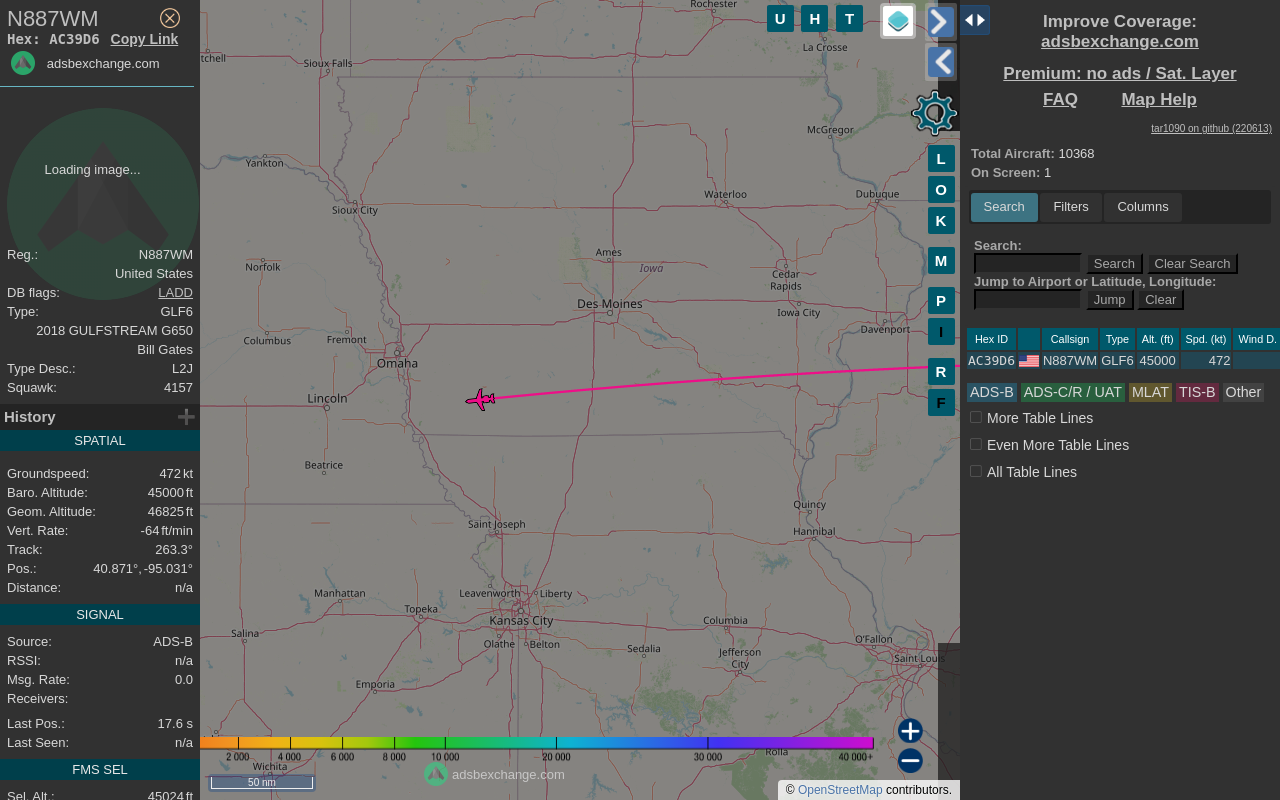 N887WM
Hex: AC39D6 Copy Link
adsbexchange.com
Loading image...
Reg.: N887WM
United States
DB flags: LADD
Type: GLF6
2018 GULFSTREAM G650
Bill Gates
Type Desc.: L2J
Squawk: 4157
History
SPATIAL
Groundspeed: 472 kt
Baro. Altitude: 45000 ft
Geom. Altitude: 46825 ft
Vert. Rate: -64 ft/min
Track: 263.3°
Pos.: 40.871°, -95.031°
Distance: n/a
SIGNAL
Source: ADS-B
RSSI: n/a
Msg. Rate: 0.0
Receivers:
Last Pos.: 17.6 s
Last Seen: n/a
FMS SEL
Sel. Alt.: 45024 ft
Rochester
U H T
La Crosse
tchell
Sioux Falls
McGregor
Yankton
L
O
K
M
P
I
R
F
Waterloo
Dubuque
Sioux City
Ames
Iowa
Norfolk
Cedar
Rapids
Des Moines
Iowa City
Davenport
Columbus
Fremont
Omaha
Lincoln
Beatrice
Quincy
Saint Joseph
Hannibal
Manhattan
Leavenworth
Liberty
Topeka
Kansas City
Columbia
Salina
Olathe
Belton
Sedalia
Jefferson
City
O'Fallon
Saint Louis
Emporia
Rolla
2 000 4 000 6 000 8 000 10 000 20 000 30 000 40 000+
Wichita
adsbexchange.com
50 nm
© OpenStreetMap contributors.
Improve Coverage:
adsbexchange.com
Premium: no ads / Sat. Layer
FAQ Map Help
tar1090 on github (220613)
Total Aircraft: 10368
On Screen: 1
Search Filters Columns
Search:
Search Clear Search
Jump to Airport or Latitude, Longitude:
Jump Clear
Hex ID Callsign Type Alt. (ft) Spd. (kt) Wind D.
AC39D6 N887WM GLF6 45000 472
ADS-B ADS-C/R / UAT MLAT TIS-B Other
More Table Lines
Even More Table Lines
All Table Lines